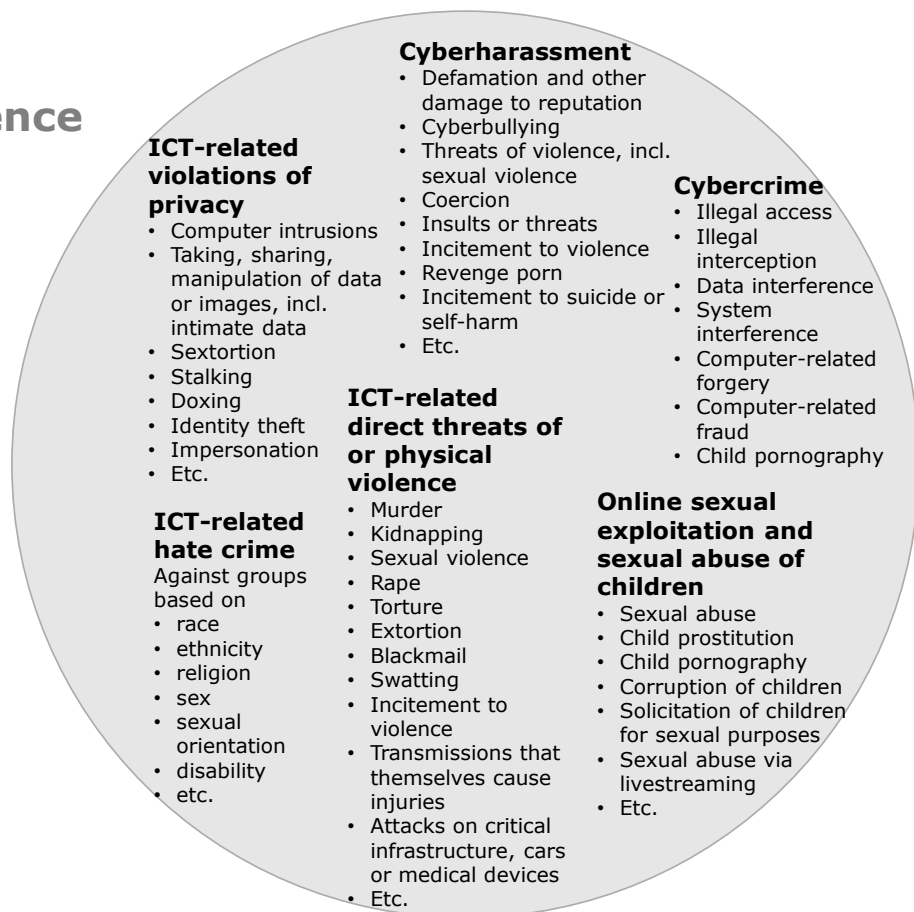 ence
Cyberharassment
• Defamation and other
damage to reputation
• Cyberbullying
• Threats of violence, incl.
sexual violence
• Coercion
• Insults or threats
• Incitement to violence
• Revenge porn
• Incitement to suicide or
self-harm
• Etc.
ICT-related
violations of
privacy
• Computer intrusions
• Taking, sharing,
manipulation of data
or images, incl.
intimate data
• Sextortion
• Stalking
• Doxing
• Identity theft
• Impersonation
• Etc.
Cybercrime
• Illegal access
• Illegal
interception
• Data interference
• System
interference
• Computer-related
forgery
• Computer-related
fraud
• Child pornography
ICT-related
direct threats of
or physical
violence
• Murder
• Kidnapping
• Sexual violence
• Rape
• Torture
• Extortion
• Blackmail
• Swatting
• Incitement to
violence
• Transmissions that
themselves cause
injuries
• Attacks on critical
infrastructure, cars
or medical devices
• Etc.
ICT-related
hate crime
Against groups
based on
• race
• ethnicity
• religion
• sex
• sexual
orientation
• disability
• etc.
Online sexual
exploitation and
sexual abuse of
children
• Sexual abuse
• Child prostitution
• Child pornography
• Corruption of children
• Solicitation of children
for sexual purposes
• Sexual abuse via
livestreaming
• Etc.